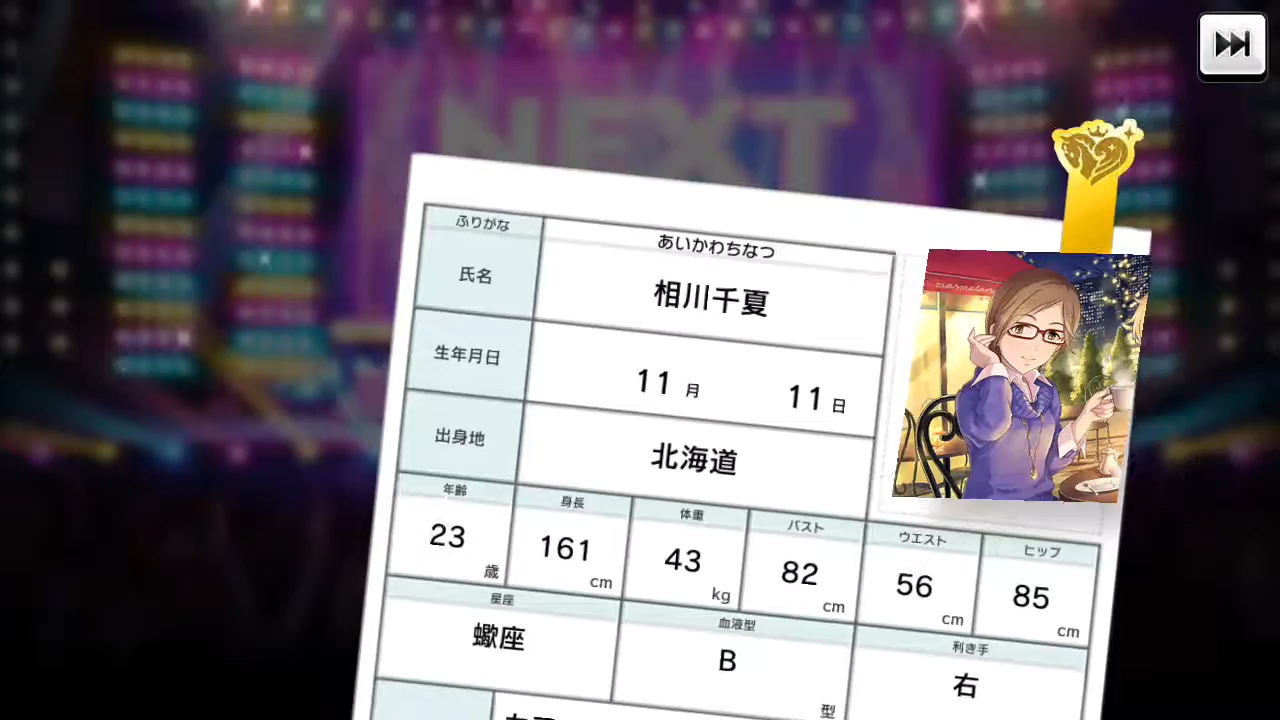 NEXT
ふりがな
あいかわちなつ
氏名
相川千夏
生年月日
11 月 11 日
出身地
北海道
年齢 身長 体重 バスト ウエスト ヒップ
23 歳 161 cm 43 kg 82 cm 56 cm 85 cm
星座 血液型 利き手
蠍座 B 型 右